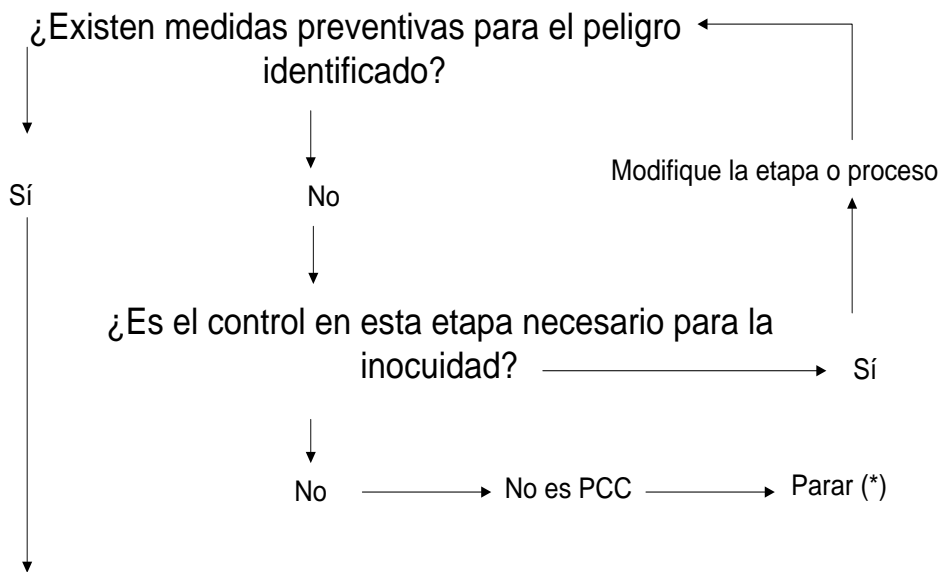 ¿Existen medidas preventivas para el peligro
identificado?
Modifique la etapa o proceso
Sí
No
¿Es el control en esta etapa necesario para la
inocuidad?
Sí
No
No es PCC
Parar (*)